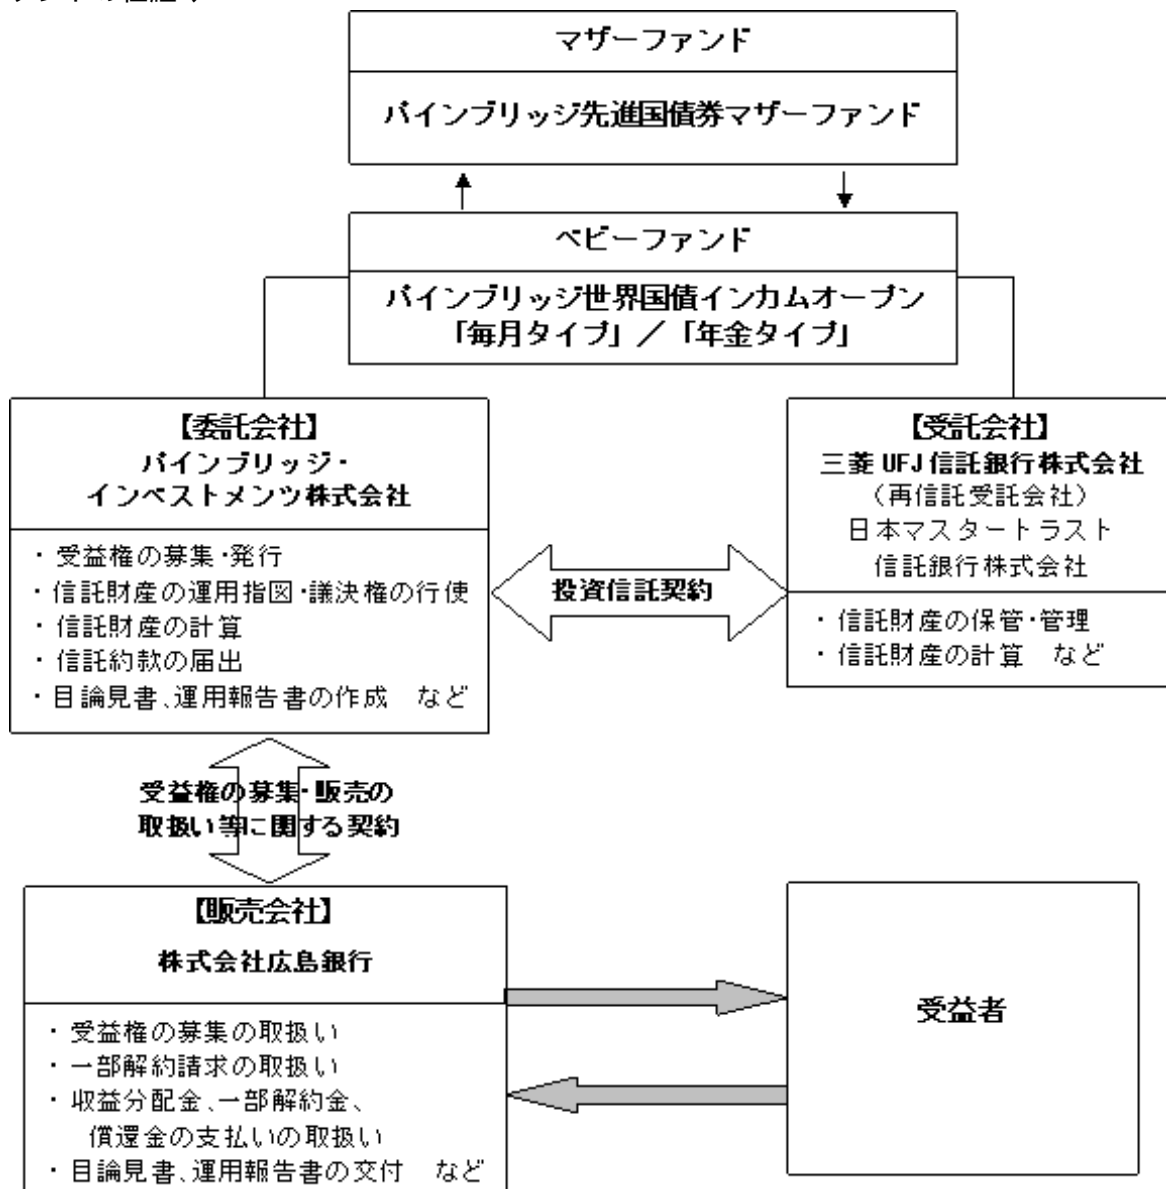 マザーファンド
パインブリッジ先進国債券マザーファンド
ベビーファンド
パインブリッジ世界国債インカムオープン
「毎月タイプ」／「年金タイプ」
【委託会社】
パインブリッジ・
インベストメンツ株式会社
・受益権の募集・発行
・信託財産の運用指図・議決権の行使
・信託財産の計算
・信託約款の届出
・目論見書、運用報告書の作成　など
投資信託契約
【受託会社】
三菱UFJ信託銀行株式会社
（再信託受託会社）
日本マスタートラスト
信託銀行株式会社
・信託財産の保管・管理
・信託財産の計算　など
受益権の募集・販売の
取扱い等に関する契約
【販売会社】
株式会社広島銀行
・受益権の募集の取扱い
・一部解約請求の取扱い
・収益分配金、一部解約金、
償還金の支払いの取扱い
・目論見書、運用報告書の交付　など
受益者